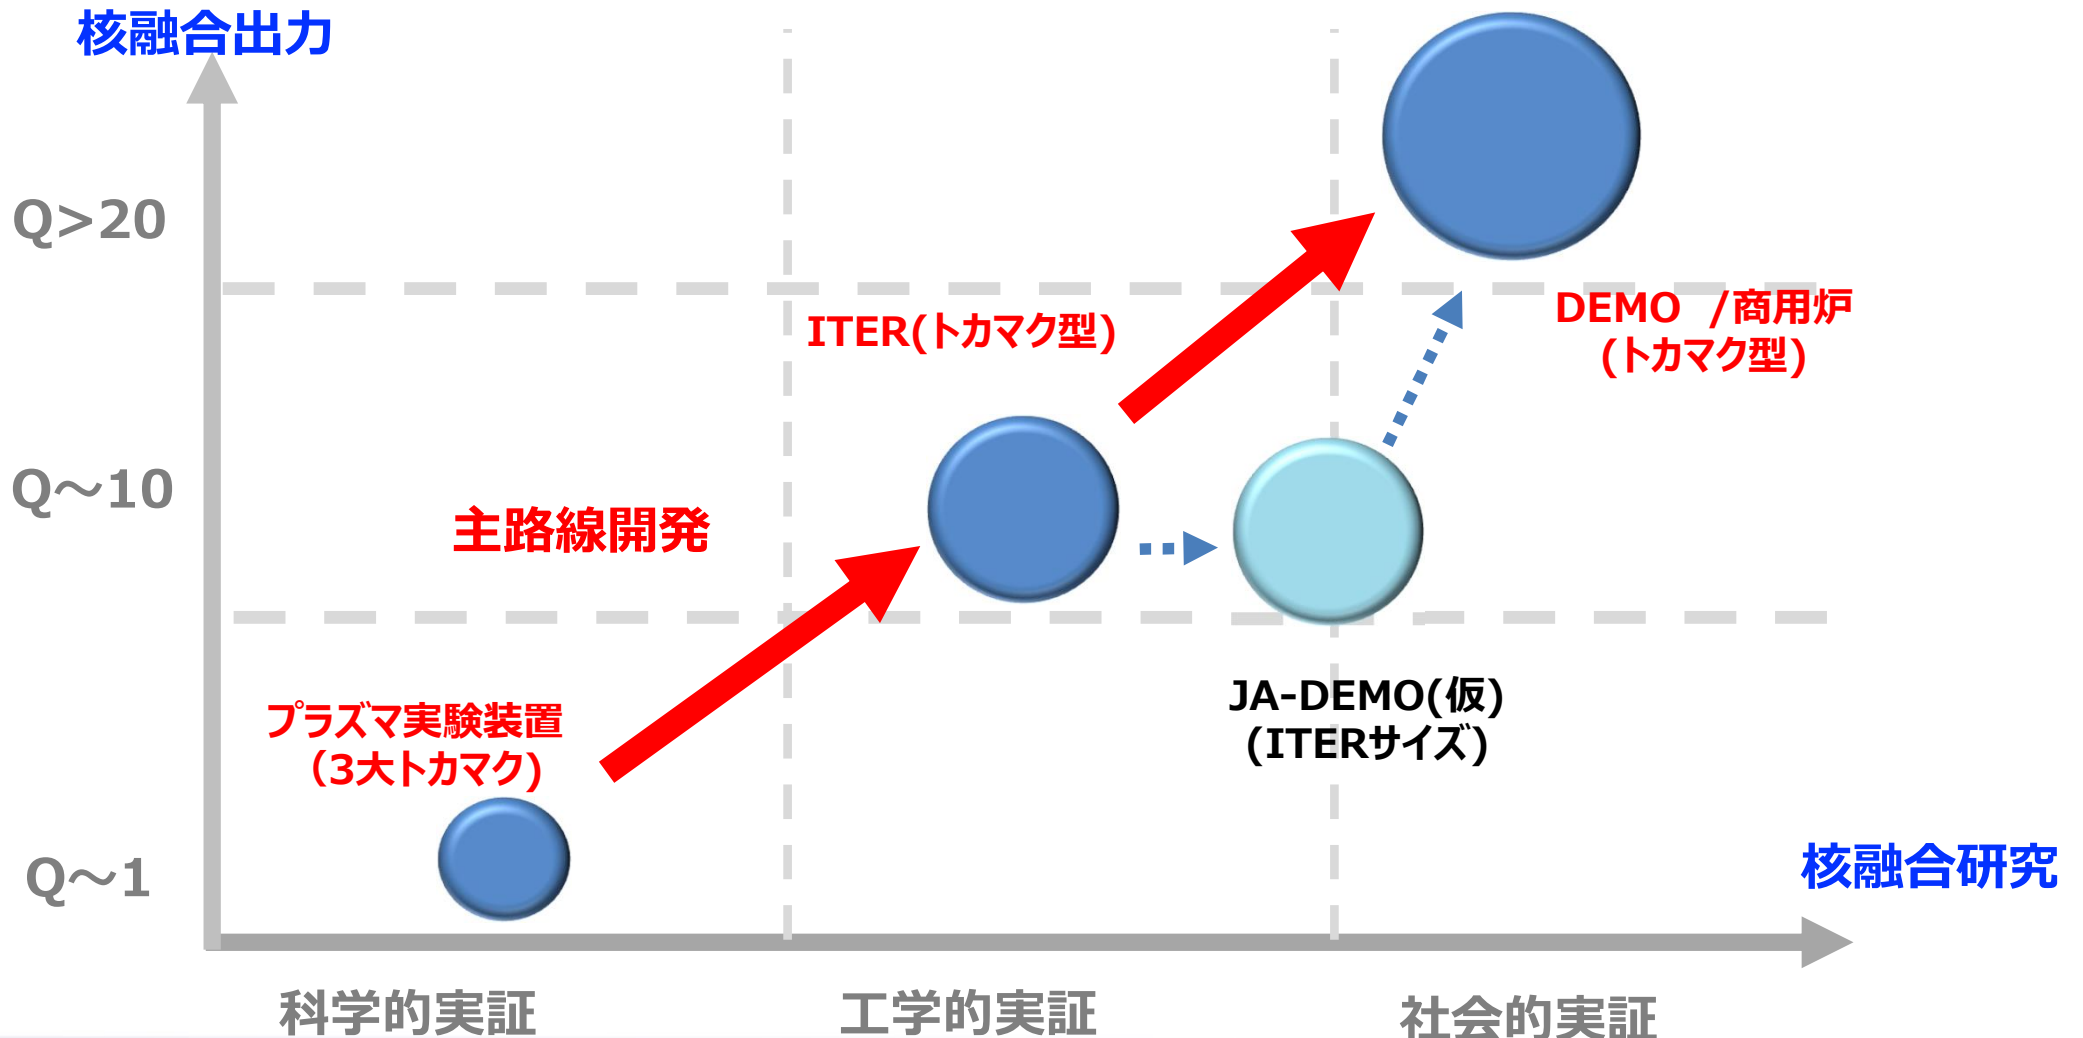 核融合出力
Q>20
ITER(トカマク型)
DEMO /商用炉
(トカマク型)
Q～10
主路線開発
プラズマ実験装置
（3大トカマク)
JA-DEMO(仮)
(ITERサイズ)
Q～1
核融合研究
科学的実証
工学的実証
社会的実証